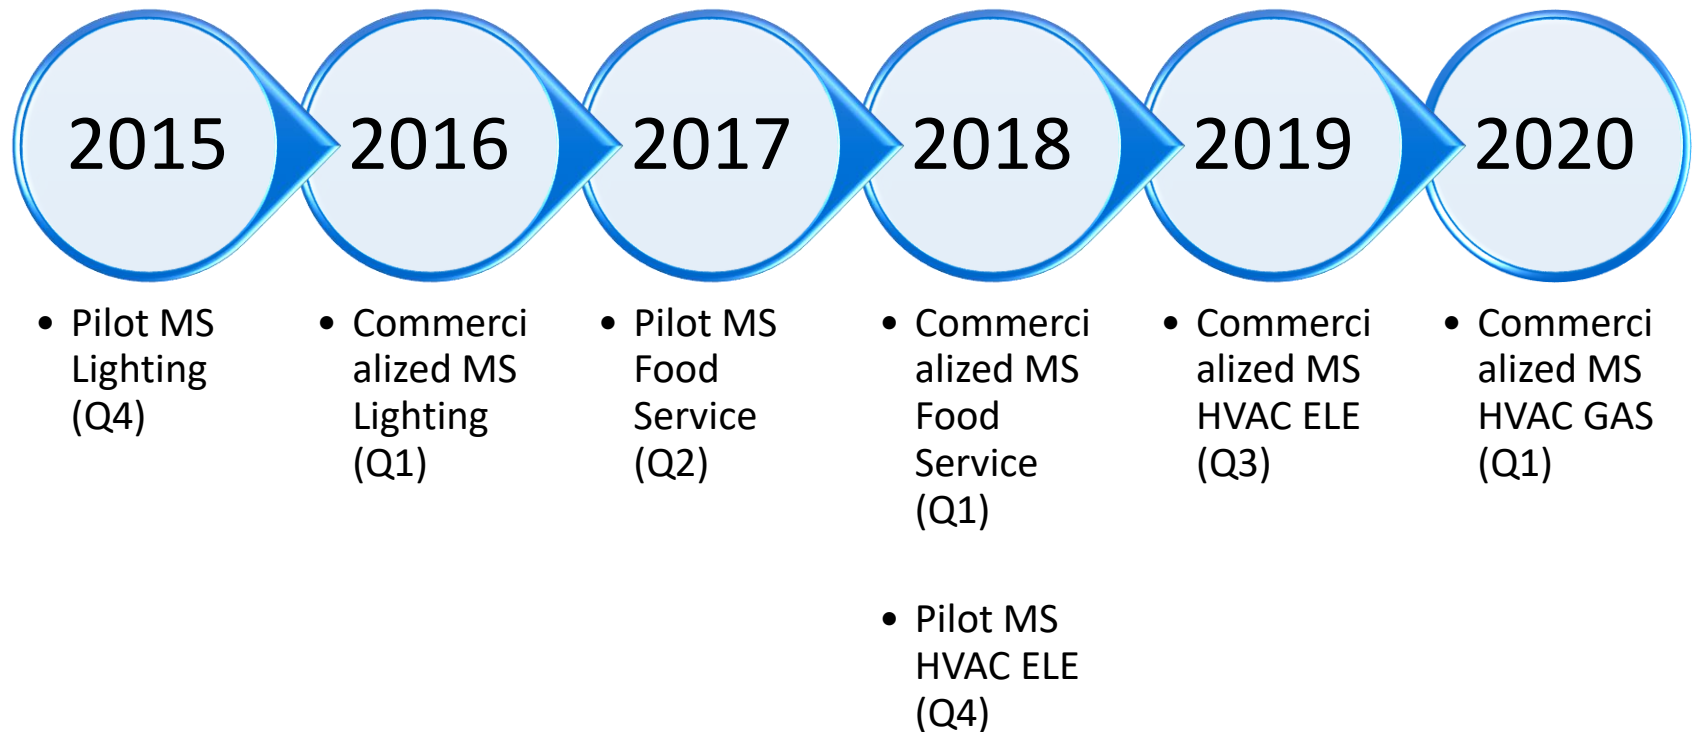 2015
2016
2017
2018
2019
2020
• Pilot MS
Lighting
(Q4)
• Commerci
alized MS
Lighting
(Q1)
• Pilot MS
Food
Service
(Q2)
• Commerci
alized MS
Food
Service
(Q1)
• Pilot MS
HVAC ELE
(Q4)
• Commerci
alized MS
HVAC ELE
(Q3)
• Commerci
alized MS
HVAC GAS
(Q1)